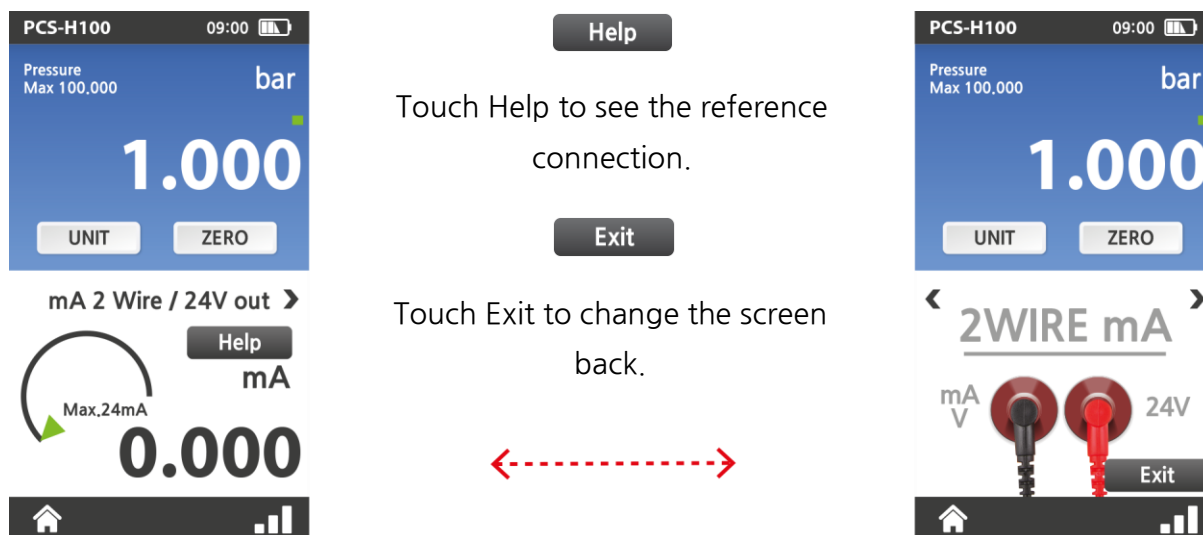 PCS-H100 09:00
Pressure
Max 100.000
bar
1.000
UNIT ZERO
mA 2 Wire / 24V out
Help
mA
Max.24mA
0.000
Help
Touch Help to see the reference
connection.
Exit
Touch Exit to change the screen
back.
PCS-H100 09:00
Pressure
Max 100.000
bar
1.000
UNIT ZERO
2WIRE mA
mA
V
24V
Exit